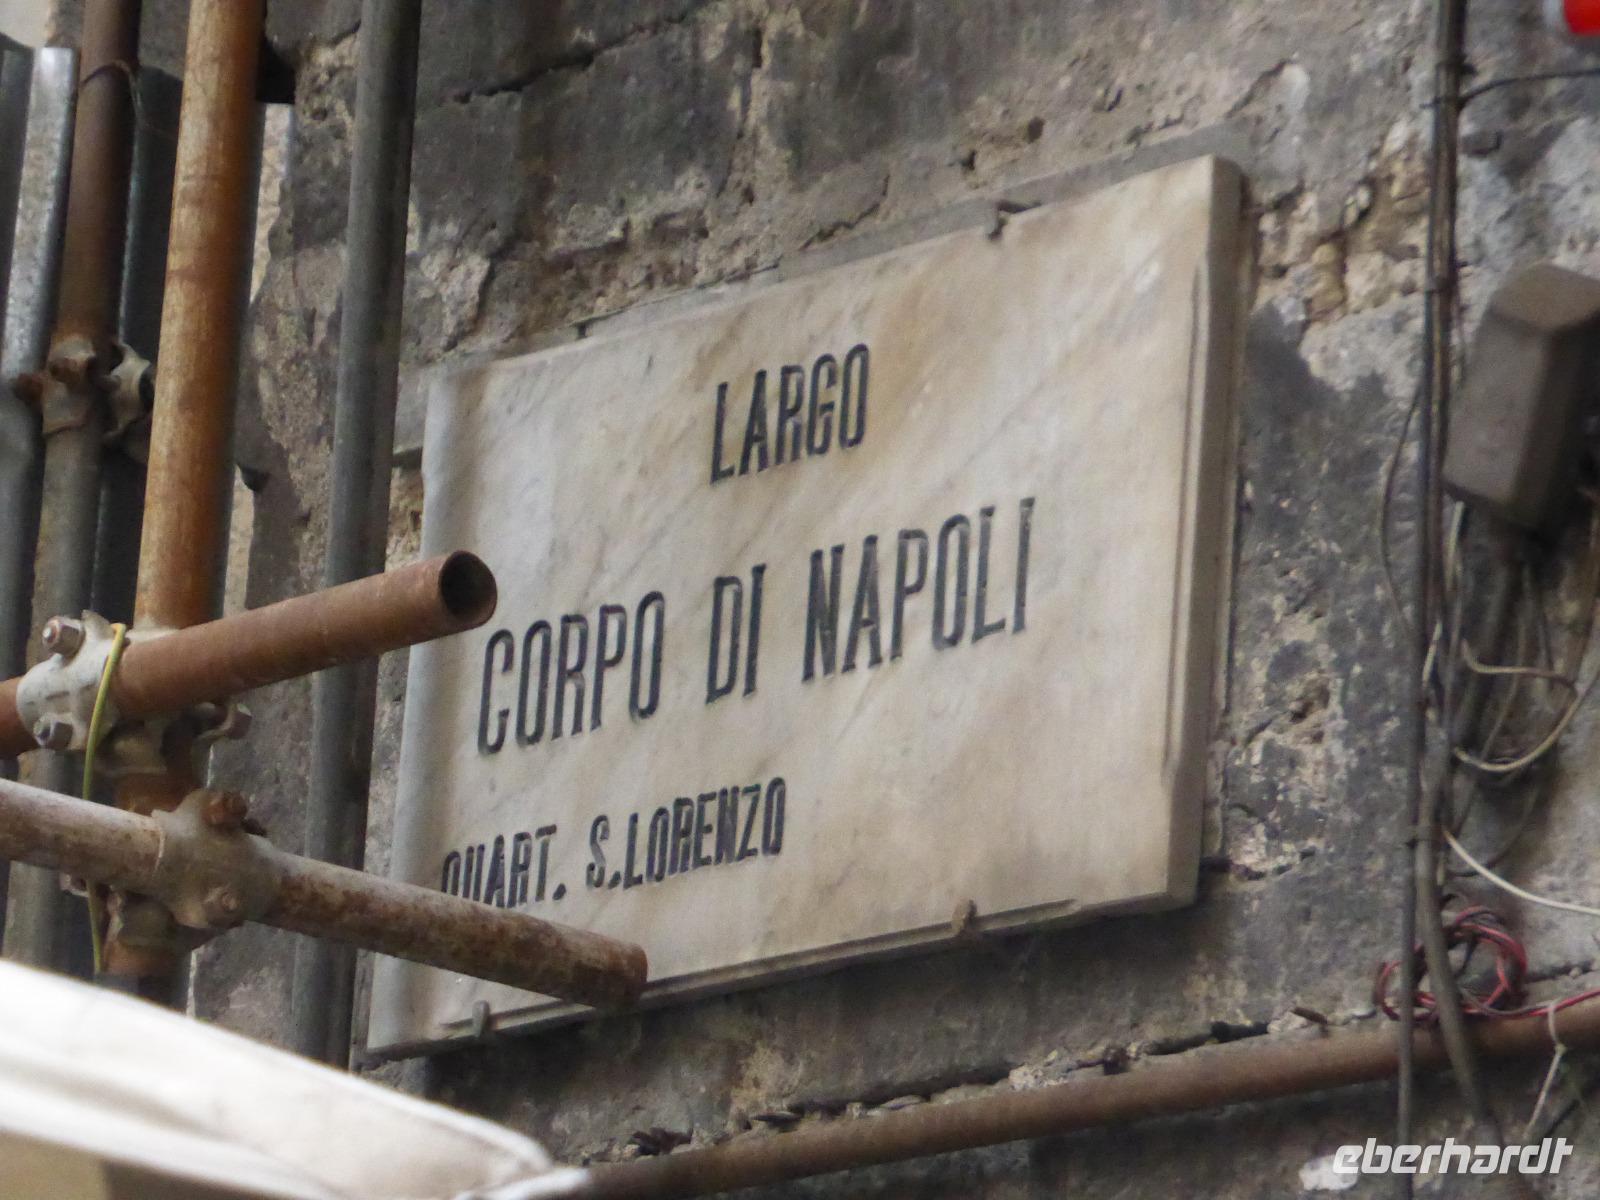 LARGO
CORPO DI NAPOLI
QUART. S.LORENZO
eberhardt